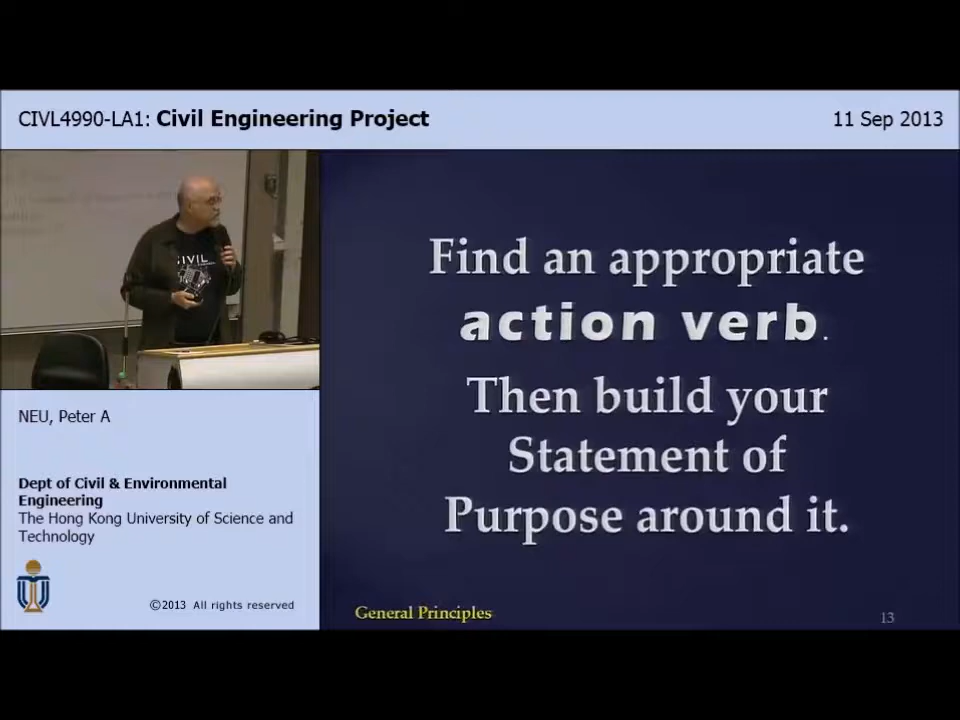 CIVL4990-LA1: Civil Engineering Project
11 Sep 2013
CIVIL
Find an appropriate
action verb.
Then build your
Statement of
Purpose around it.
General Principles
13
NEU, Peter A
Dept of Civil & Environmental
Engineering
The Hong Kong University of Science and
Technology
©2013 All rights reserved